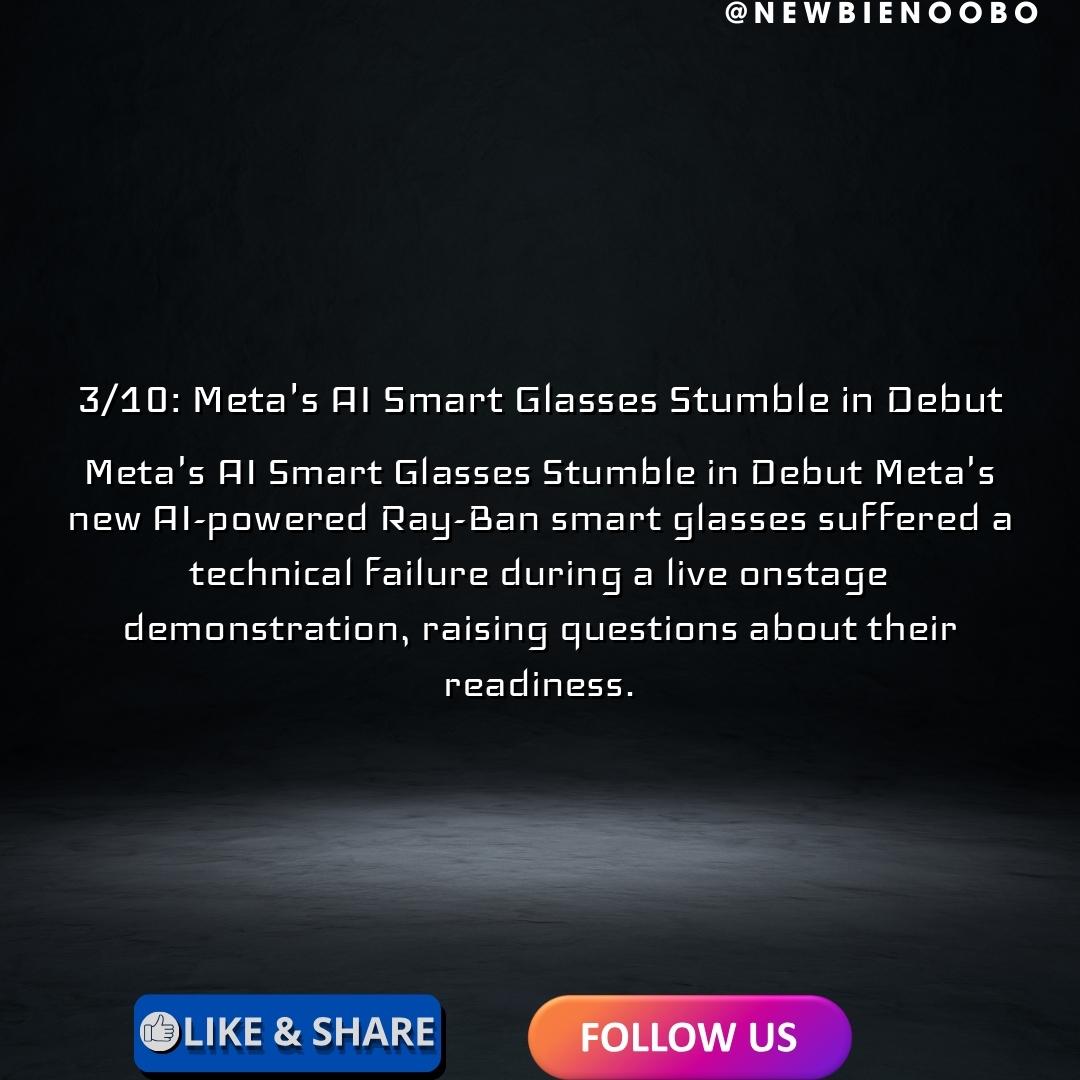 @NEWBIENOOBO
3/10: Meta's AI Smart Glasses Stumble in Debut
Meta's AI Smart Glasses Stumble in Debut Meta's
new AI-powered Ray-Ban smart glasses suffered a
technical failure during a live onstage
demonstration, raising questions about their
readiness.
LIKE & SHARE
FOLLOW US